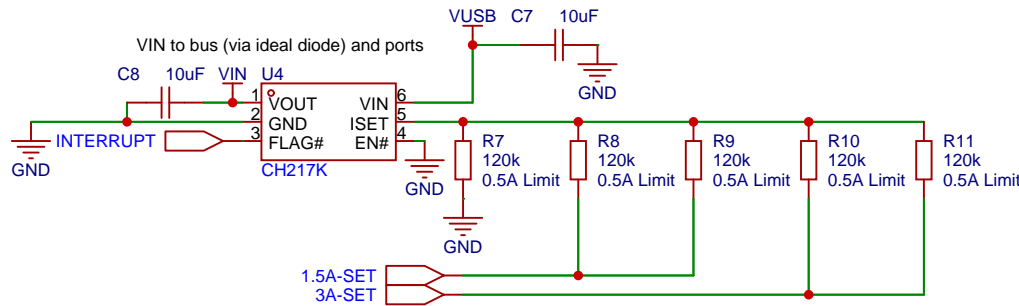 VUSB C7 10uF
VIN to bus (via ideal diode) and ports
C8 10uF VIN U4
GND
1 VOUT VIN 6
2 GND ISET 5
3 FLAG# EN# 4
INTERRUPT
GND
CH217K
GND
R7 R8 R9 R10 R11
120k 120k 120k 120k 120k
0.5A Limit 0.5A Limit 0.5A Limit 0.5A Limit 0.5A Limit
GND
1.5A-SET
3A-SET